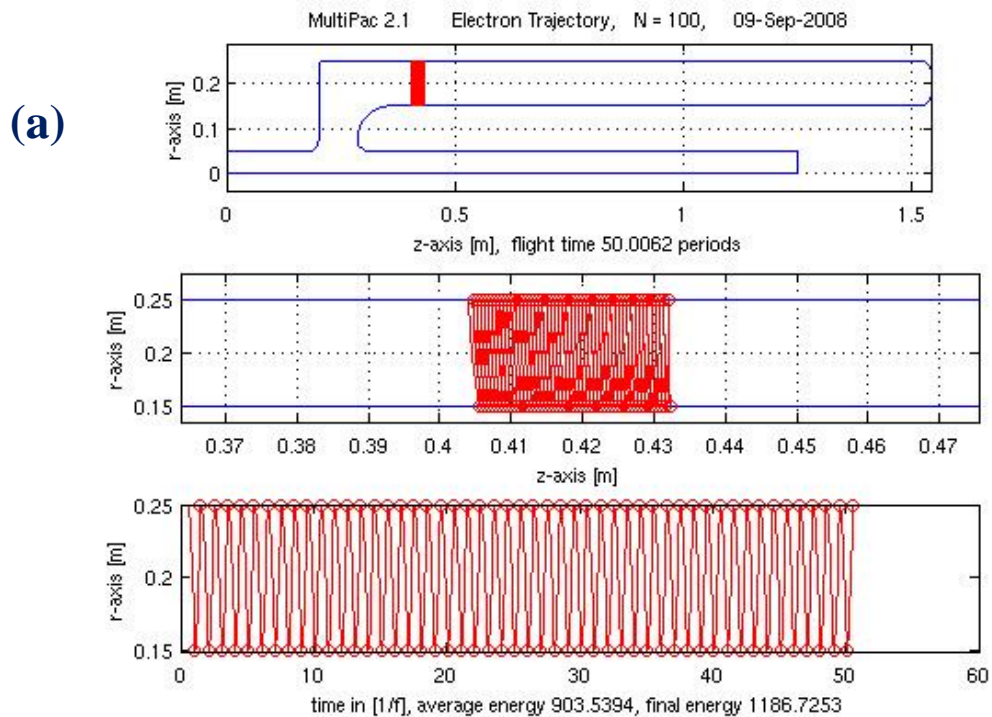 MultiPac 2.1 Electron Trajectory, N = 100, 09-Sep-2008
(a)
r-axis [m]
0.2
0.1
0
0 0.5 1 1.5
z-axis [m], flight time 50.0062 periods
r-axis [m]
0.25
0.2
0.15
0.37 0.38 0.39 0.4 0.41 0.42 0.43 0.44 0.45 0.46 0.47
z-axis [m]
r-axis [m]
0.25
0.2
0.15
0 10 20 30 40 50 60
time in [1/f], average energy 903.5394, final energy 1186.7253